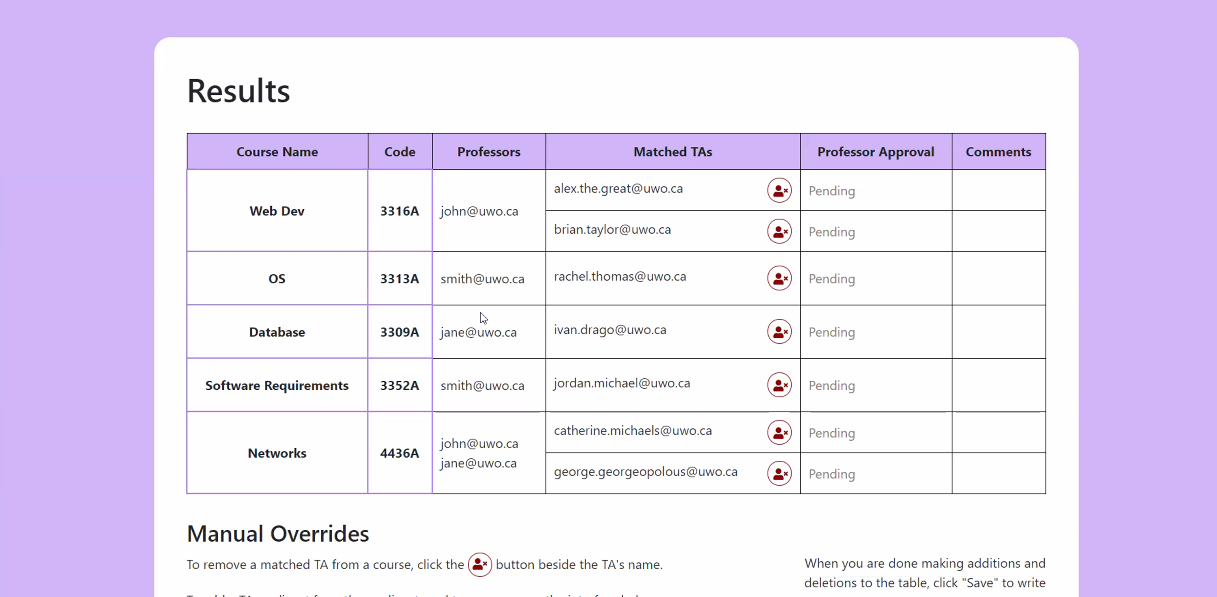 Results
Course Name Code Professors Matched TAs Professor Approval Comments
Web Dev 3316A john@uwo.ca alex.the.great@uwo.ca Pending
brian.taylor@uwo.ca Pending
OS 3313A smith@uwo.ca rachel.thomas@uwo.ca Pending
Database 3309A jane@uwo.ca ivan.drago@uwo.ca Pending
Software Requirements 3352A smith@uwo.ca jordan.michael@uwo.ca Pending
Networks 4436A john@uwo.ca catherine.michaels@uwo.ca Pending
jane@uwo.ca george.georgeopolous@uwo.ca Pending
Manual Overrides
To remove a matched TA from a course, click the button beside the TA's name.
When you are done making additions and
deletions to the table, click "Save" to write